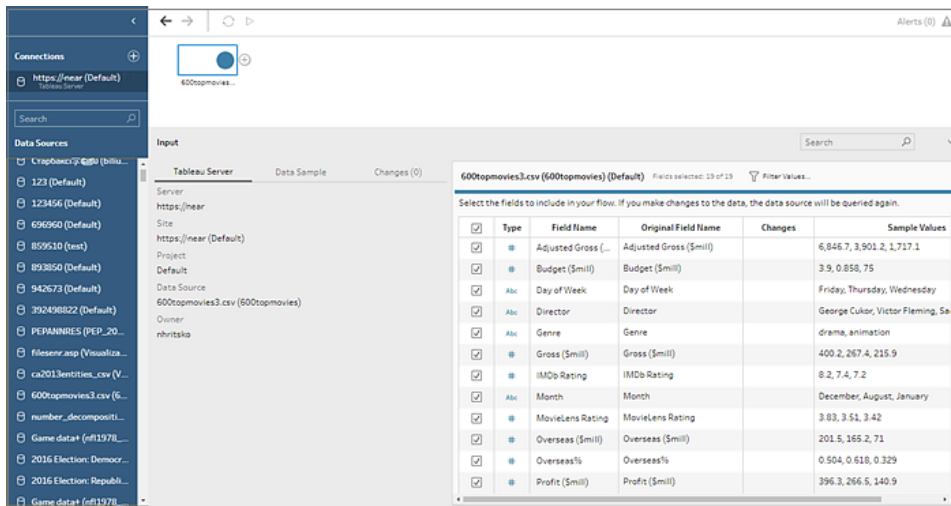 Alerts (0)
Connections
https://near (Default)
Tableau Server
Search
Data Sources
123 (Default)
123456 (Default)
696960 (Default)
859510 (test)
893850 (Default)
942673 (Default)
392498822 (Default)
PEPANNRES (PEP_20...
filesenr.asp (Visualiza...
ca2013entities_csv (V...
600topmovies3.csv (6...
number_decompositi...
Game data+ (nfl1978_...
2016 Election: Democr...
2016 Election: Republi...
Game data+ (nfl1978_...
600topmovies...
Input
Search
Tableau Server Data Sample Changes (0)
Server
https://near
Site
https://near (Default)
Project
Default
Data Source
600topmovies3.csv (600topmovies)
Owner
nhritsko
600topmovies3.csv (600topmovies) (Default) Fields selected: 19 of 19 Filter Values...
Select the fields to include in your flow. If you make changes to the data, the data source will be queried again.
Type Field Name Original Field Name Changes Sample Values
# Adjusted Gross (... Adjusted Gross ($mill) 6,846.7, 3,901.2, 1,717.1
# Budget ($mill) Budget ($mill) 3.9, 0.858, 75
Abc Day of Week Day of Week Friday, Thursday, Wednesday
Abc Director Director George Cukor, Victor Fleming, Sa
Abc Genre Genre drama, animation
# Gross ($mill) Gross ($mill) 400.2, 267.4, 215.9
# IMDb Rating IMDb Rating 8.2, 7.4, 7.2
Abc Month Month December, August, January
# MovieLens Rating MovieLens Rating 3.83, 3.51, 3.42
# Overseas ($mill) Overseas ($mill) 201.5, 165.2, 71
# Overseas% Overseas% 0.504, 0.618, 0.329
# Profit ($mill) Profit ($mill) 396.3, 266.5, 140.9